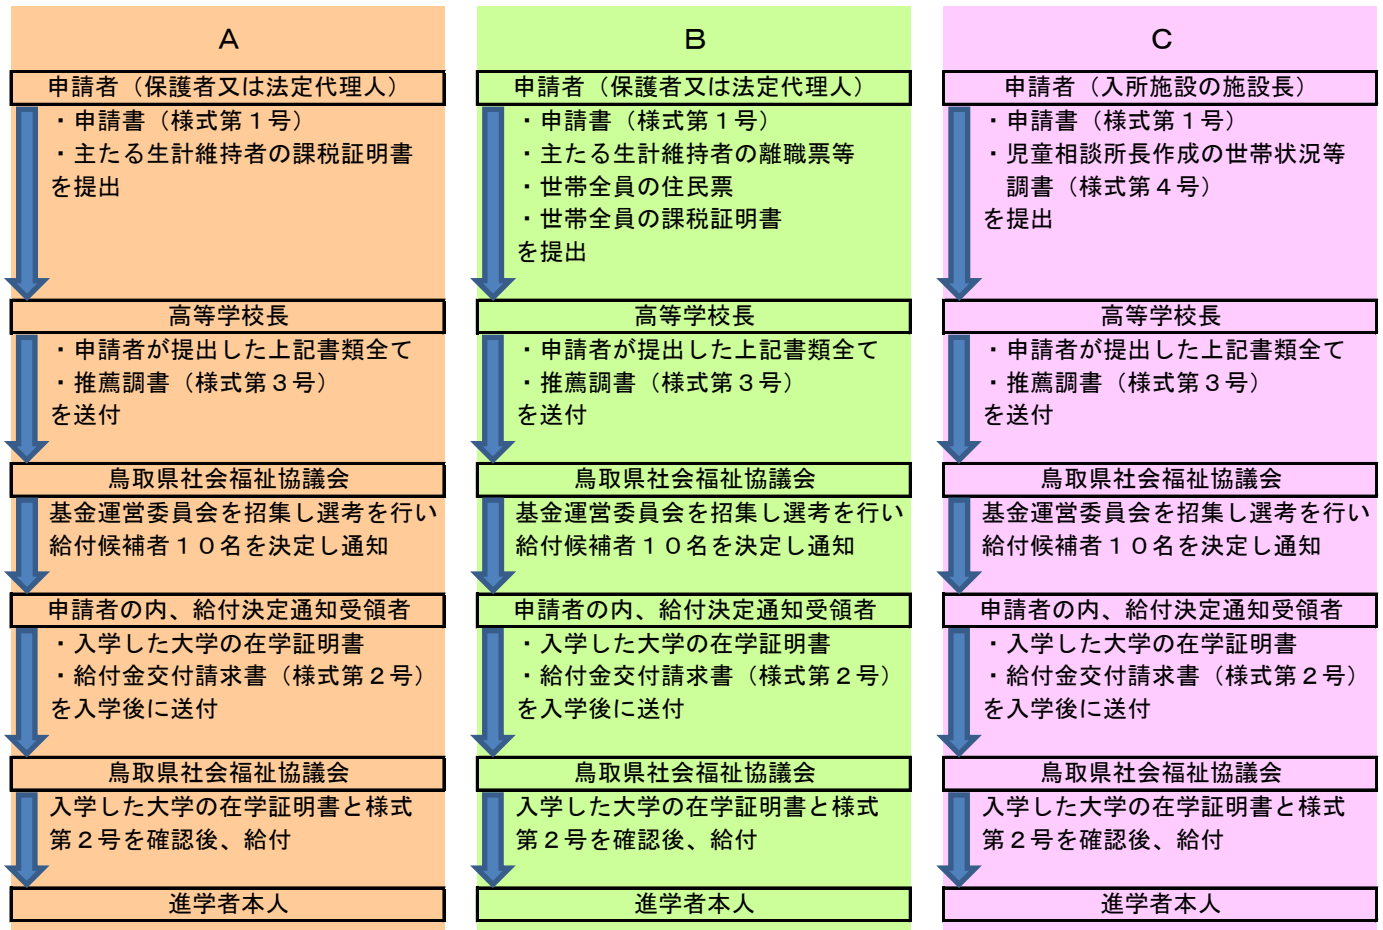 A
申請者（保護者又は法定代理人）
・申請書（様式第１号）
・主たる生計維持者の課税証明書
を提出
高等学校長
・申請者が提出した上記書類全て
・推薦調書（様式第３号）
を送付
鳥取県社会福祉協議会
基金運営委員会を招集し選考を行い
給付候補者１０名を決定し通知
申請者の内、給付決定通知受領者
・入学した大学の在学証明書
・給付金交付請求書（様式第２号）
を入学後に送付
鳥取県社会福祉協議会
入学した大学の在学証明書と様式
第２号を確認後、給付
進学者本人
B
申請者（保護者又は法定代理人）
・申請書（様式第１号）
・主たる生計維持者の離職票等
・世帯全員の住民票
・世帯全員の課税証明書
を提出
高等学校長
・申請者が提出した上記書類全て
・推薦調書（様式第３号）
を送付
鳥取県社会福祉協議会
基金運営委員会を招集し選考を行い
給付候補者１０名を決定し通知
申請者の内、給付決定通知受領者
・入学した大学の在学証明書
・給付金交付請求書（様式第２号）
を入学後に送付
鳥取県社会福祉協議会
入学した大学の在学証明書と様式
第２号を確認後、給付
進学者本人
C
申請者（入所施設の施設長）
・申請書（様式第１号）
・児童相談所長作成の世帯状況等
調書（様式第４号）
を提出
高等学校長
・申請者が提出した上記書類全て
・推薦調書（様式第３号）
を送付
鳥取県社会福祉協議会
基金運営委員会を招集し選考を行い
給付候補者１０名を決定し通知
申請者の内、給付決定通知受領者
・入学した大学の在学証明書
・給付金交付請求書（様式第２号）
を入学後に送付
鳥取県社会福祉協議会
入学した大学の在学証明書と様式
第２号を確認後、給付
進学者本人